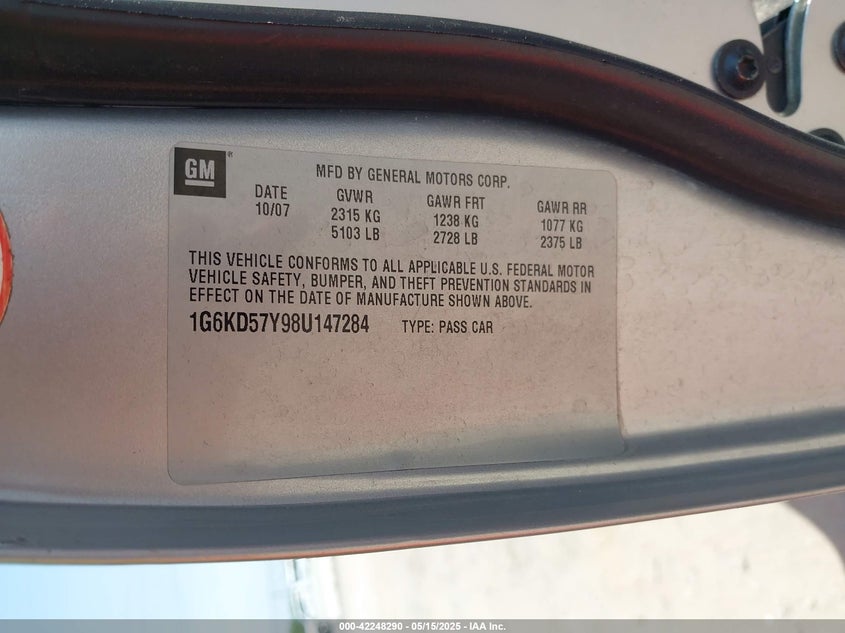 GM
MFD BY GENERAL MOTORS CORP.
DATE GVWR GAWR FRT GAWR RR
10/07 2315 KG 1238 KG 1077 KG
5103 LB 2728 LB 2375 LB
THIS VEHICLE CONFORMS TO ALL APPLICABLE U.S. FEDERAL MOTOR
VEHICLE SAFETY, BUMPER, AND THEFT PREVENTION STANDARDS IN
EFFECT ON THE DATE OF MANUFACTURE SHOWN ABOVE.
1G6KD57Y98U147284 TYPE: PASS CAR
000-42248290 - 05/15/2025 - IAA Inc.